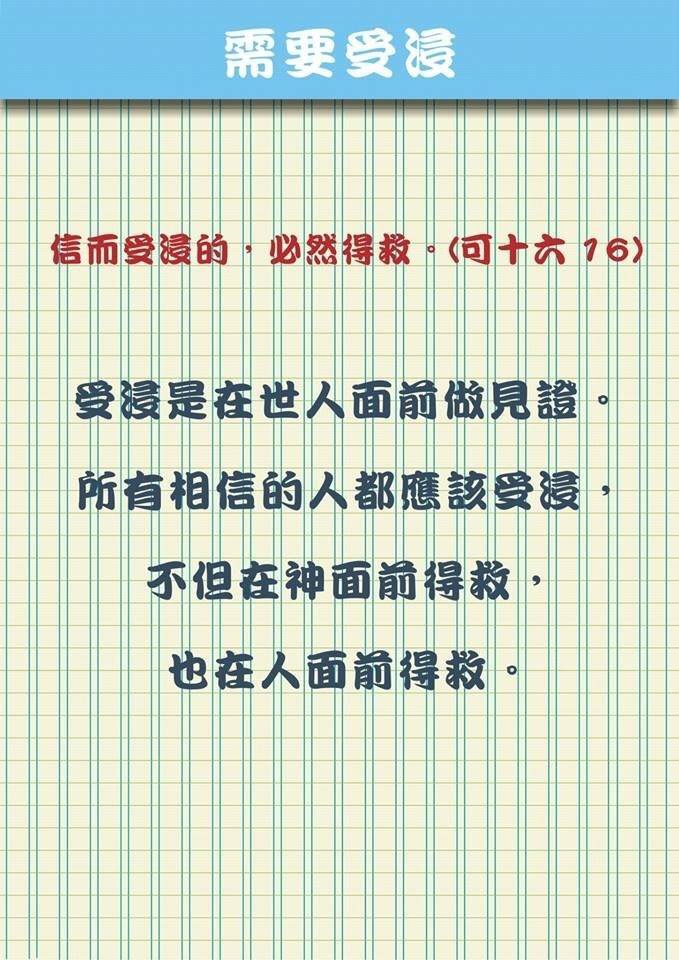 需要受浸
信而受浸的，必然得救。(可十六 16)
受浸是在世人面前做見證。
所有相信的人都應該受浸，
不但在神面前得救，
也在人面前得救。